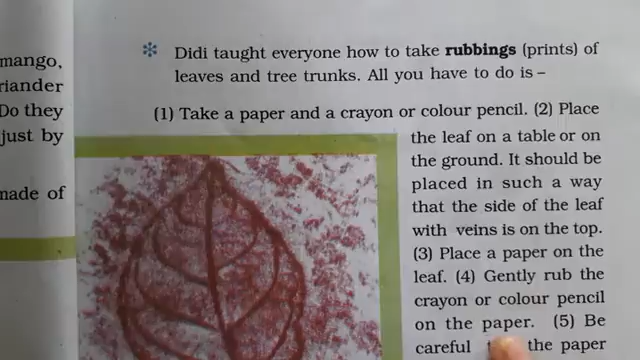 mango,
riander
Do they
just by
made of
* Didi taught everyone how to take rubbings (prints) of
leaves and tree trunks. All you have to do is –
(1) Take a paper and a crayon or colour pencil. (2) Place
the leaf on a table or on
the ground. It should be
placed in such a way
that the side of the leaf
with veins is on the top.
(3) Place a paper on the
leaf. (4) Gently rub the
crayon or colour pencil
on the paper. (5) Be
careful the paper